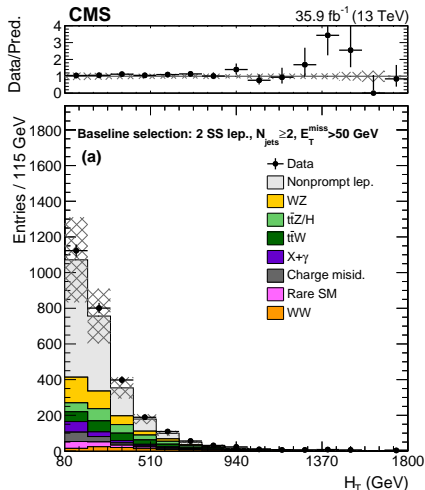 CMS 35.9 fb⁻¹ (13 TeV)
Data/Pred.
4
3
2
1
0
Entries / 115 GeV
1800
1600
1400
1200
1000
800
600
400
200
0
Baseline selection: 2 SS lep., N_jets≥2, E_T^miss>50 GeV
(a)
Data
Nonprompt lep.
WZ
tt̄Z/H
tt̄W
X+γ
Charge misid.
Rare SM
WW
80 510 940 1370 1800
H_T (GeV)